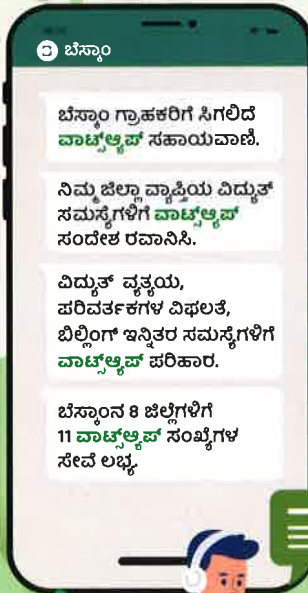 ಬೆಸ್ಕಾಂ
ಬೆಸ್ಕಾಂ ಗ್ರಾಹಕರಿಗೆ ಸಿಗಲಿದೆ
ವಾಟ್ಸ್‌ಆ್ಯಪ್ ಸಹಾಯವಾಣಿ.
ನಿಮ್ಮ ಜಿಲ್ಲಾ ವ್ಯಾಪ್ತಿಯ ವಿದ್ಯುತ್
ಸಮಸ್ಯೆಗಳಿಗೆ ವಾಟ್ಸ್‌ಆ್ಯಪ್
ಸಂದೇಶ ರವಾನಿಸಿ.
ವಿದ್ಯುತ್ ವ್ಯತ್ಯಯ,
ಪರಿವರ್ತಕಗಳ ವಿಫಲತೆ,
ಬಿಲ್ಲಿಂಗ್ ಇನ್ನಿತರ ಸಮಸ್ಯೆಗಳಿಗೆ
ವಾಟ್ಸ್‌ಆ್ಯಪ್ ಪರಿಹಾರ.
ಬೆಸ್ಕಾಂನ 8 ಜಿಲ್ಲೆಗಳಿಗೆ
11 ವಾಟ್ಸ್‌ಆ್ಯಪ್ ಸಂಖ್ಯೆಗಳ
ಸೇವೆ ಲಭ್ಯ.